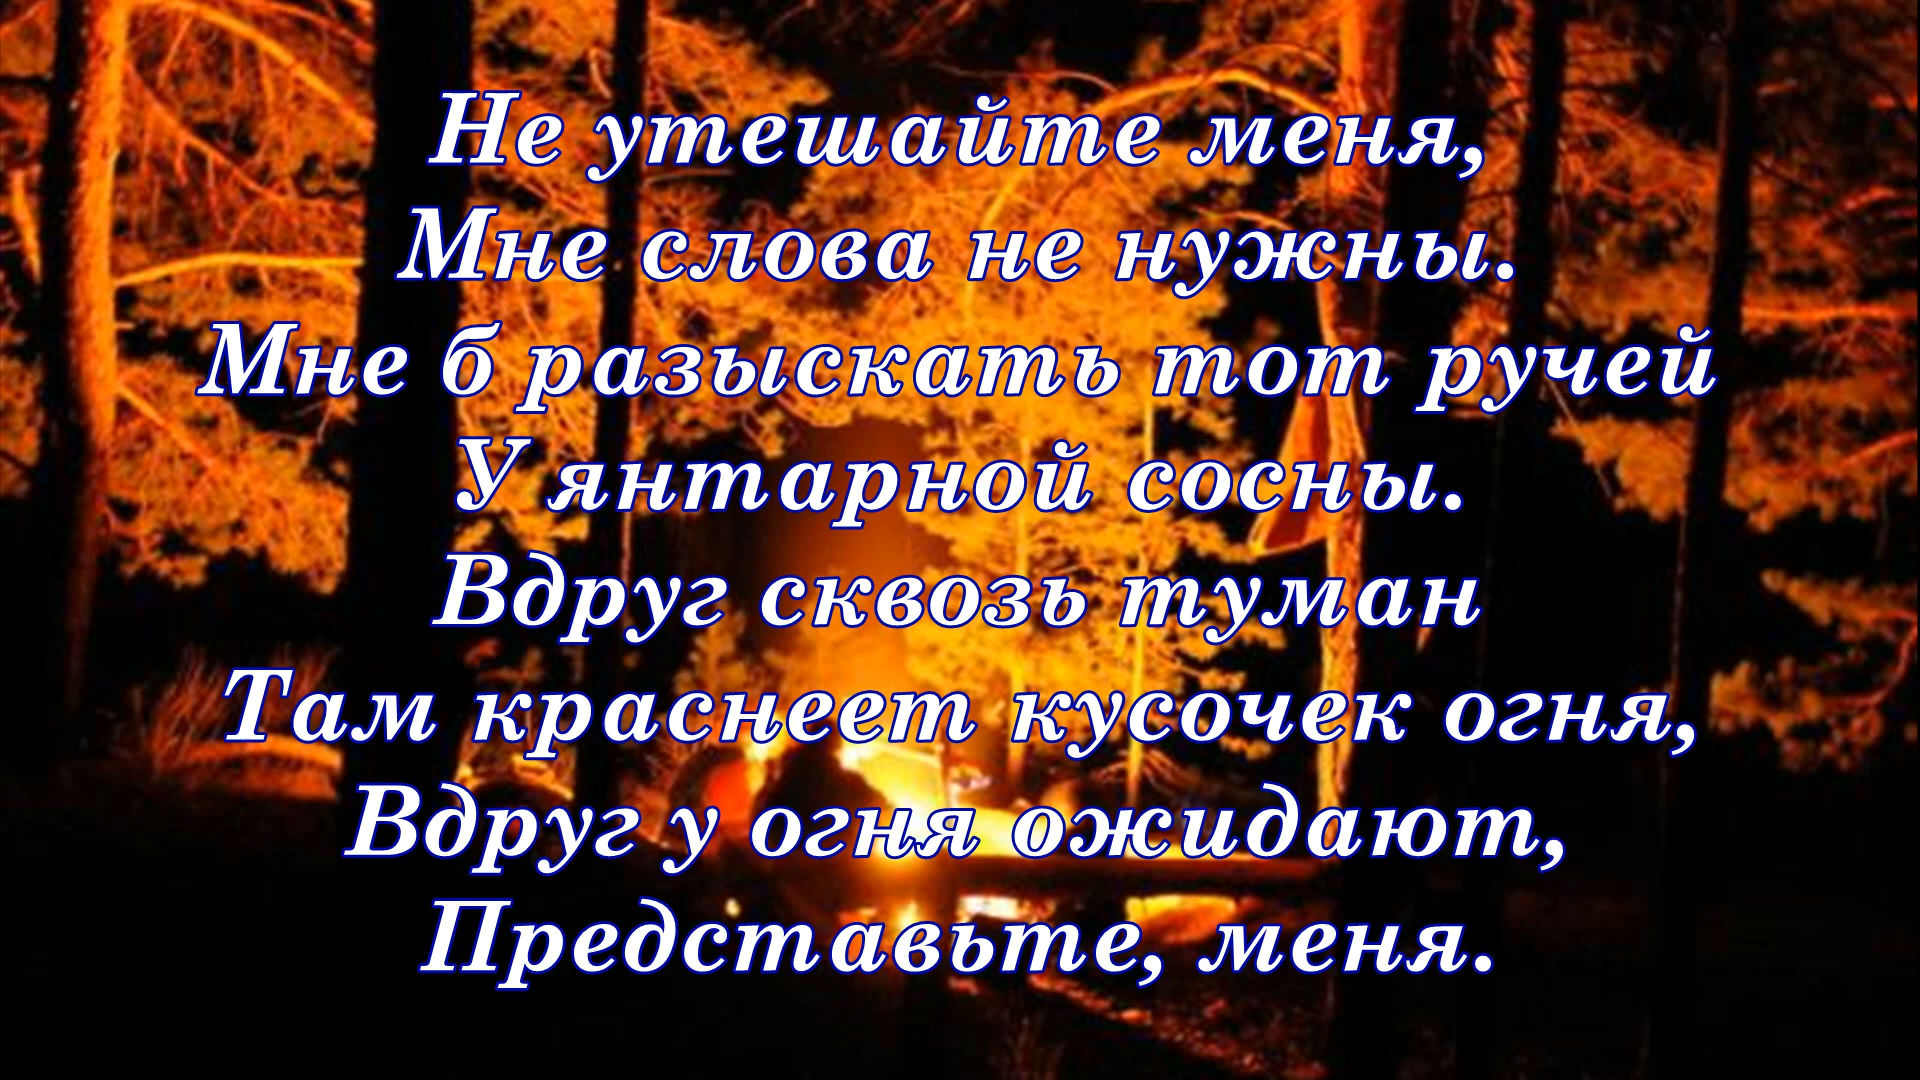 Не утешайте меня,
Мне слова не нужны.
Мне б разыскать тот ручей
У янтарной сосны.
Вдруг сквозь туман
Там краснеет кусочек огня,
Вдруг у огня ожидают,
Представьте, меня.